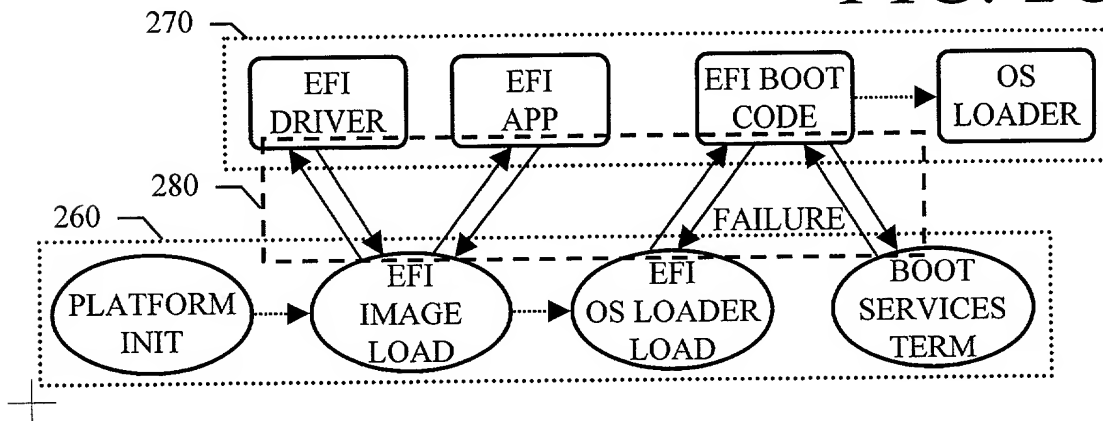 270
EFI
DRIVER
EFI
APP
EFI BOOT
CODE
OS
LOADER
280
FAILURE
260
PLATFORM
INIT
EFI
IMAGE
LOAD
EFI
OS LOADER
LOAD
BOOT
SERVICES
TERM